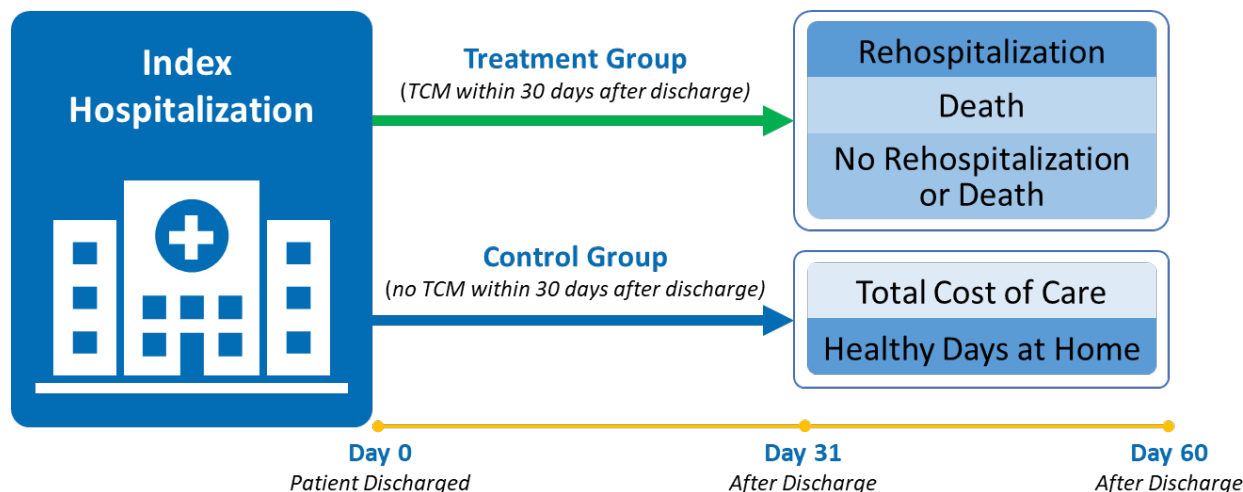 Index
Hospitalization
Treatment Group
(TCM within 30 days after discharge)
Rehospitalization
Death
No Rehospitalization
or Death
Control Group
(no TCM within 30 days after discharge)
Total Cost of Care
Healthy Days at Home
Day 0
Patient Discharged
Day 31
After Discharge
Day 60
After Discharge